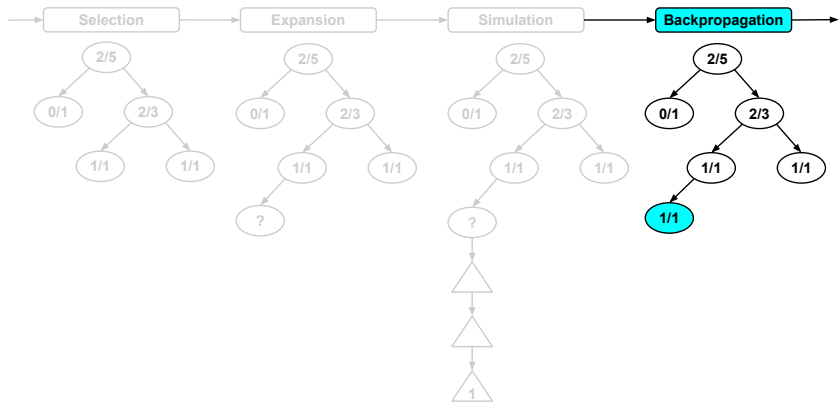 Selection Expansion Simulation Backpropagation
2/5 2/5 2/5 2/5
0/1 2/3 0/1 2/3 0/1 2/3 0/1 2/3
1/1 1/1 1/1 1/1 1/1 1/1 1/1 1/1
? ? 1/1
1